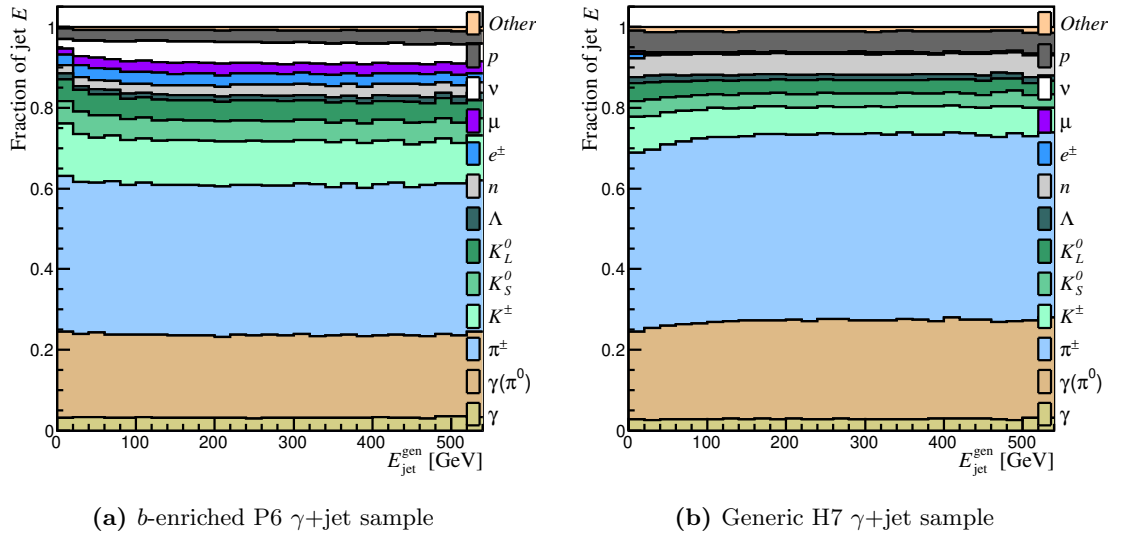 Fraction of jet E
1
0.8
0.6
0.4
0.2
0
0 100 200 300 400 500
E_jet^gen [GeV]
Other
p
ν
μ
e±
n
Λ
K_L^0
K_S^0
K±
π±
γ(π⁰)
γ
(a) b-enriched P6 γ+jet sample
Fraction of jet E
1
0.8
0.6
0.4
0.2
0
0 100 200 300 400 500
E_jet^gen [GeV]
Other
p
ν
μ
e±
n
Λ
K_L^0
K_S^0
K±
π±
γ(π⁰)
γ
(b) Generic H7 γ+jet sample